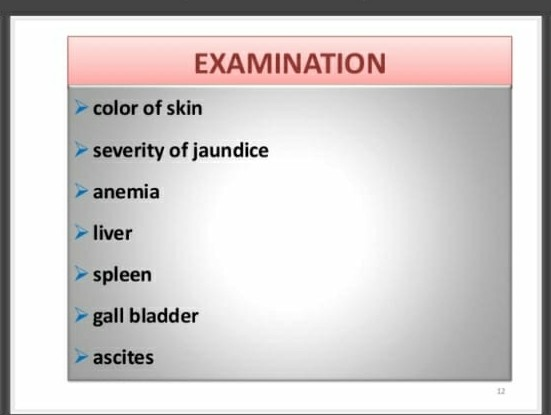 EXAMINATION
color of skin
severity of jaundice
anemia
liver
spleen
gall bladder
ascites
12